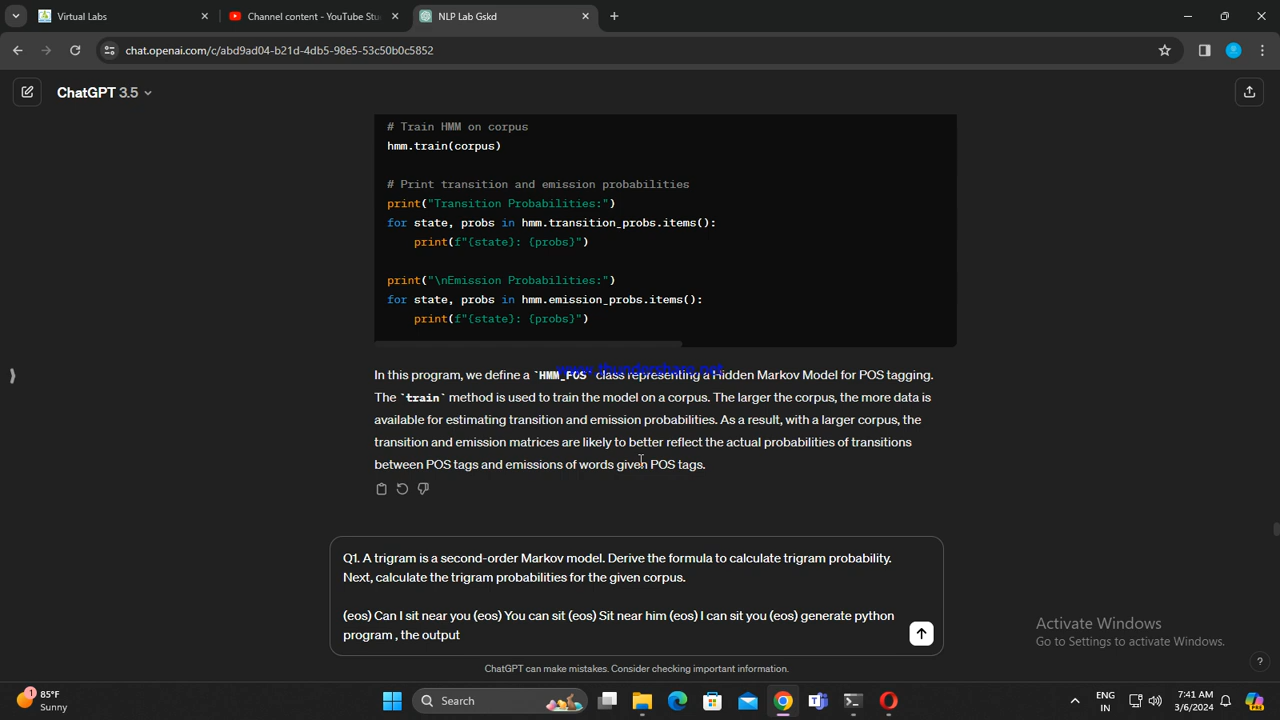 Virtual Labs
Channel content - YouTube Stu
NLP Lab Gskd
chat.openai.com/c/abd9ad04-b21d-4db5-98e5-53c50b0c5852
ChatGPT 3.5
# Train HMM on corpus
hmm.train(corpus)
# Print transition and emission probabilities
print("Transition Probabilities:")
for state, probs in hmm.transition_probs.items():
print(f"{state}: {probs}")
print("\nEmission Probabilities:")
for state, probs in hmm.emission_probs.items():
print(f"{state}: {probs}")
www.thundershare.net
In this program, we define a `HMM_POS` class representing a Hidden Markov Model for POS tagging.
The `train` method is used to train the model on a corpus. The larger the corpus, the more data is
available for estimating transition and emission probabilities. As a result, with a larger corpus, the
transition and emission matrices are likely to better reflect the actual probabilities of transitions
between POS tags and emissions of words given POS tags.
Q1. A trigram is a second-order Markov model. Derive the formula to calculate trigram probability.
Next, calculate the trigram probabilities for the given corpus.
(eos) Can I sit near you (eos) You can sit (eos) Sit near him (eos) I can sit you (eos) generate python
program , the output
Activate Windows
Go to Settings to activate Windows.
ChatGPT can make mistakes. Consider checking important information.
?
1
85°F
Sunny
Search
ENG
IN
7:41 AM
3/6/2024